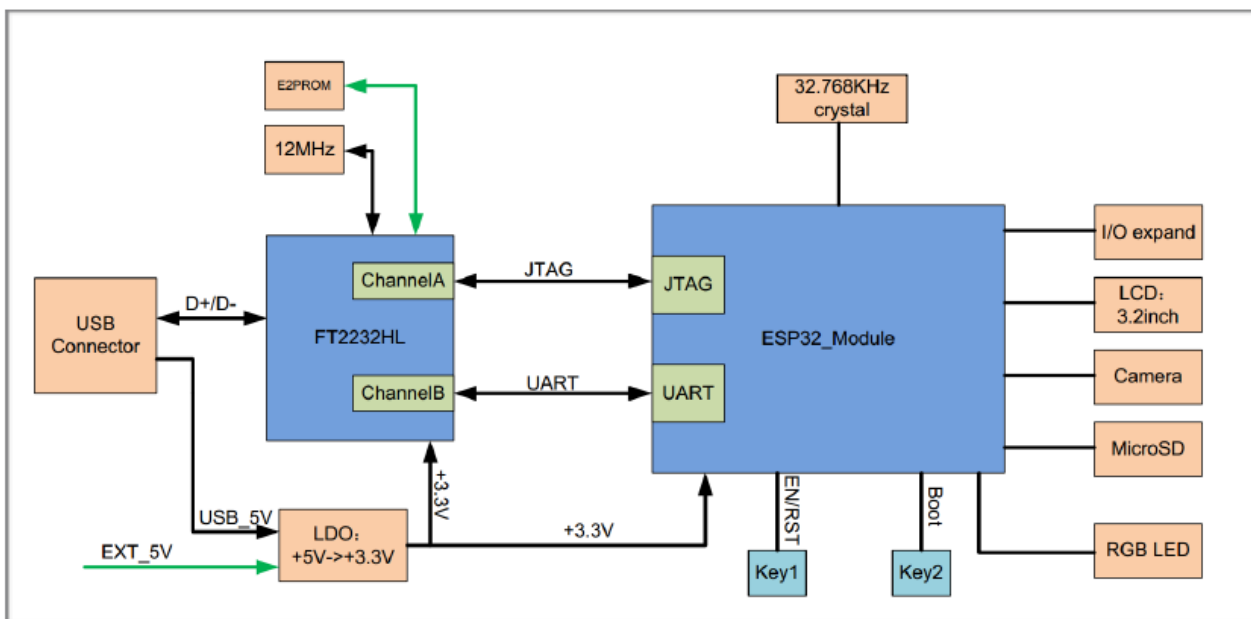 E2PROM
12MHz
32.768KHz
crystal
USB
Connector
D+/D-
ChannelA
FT2232HL
ChannelB
JTAG
UART
JTAG
ESP32_Module
UART
I/O expand
LCD：
3.2inch
Camera
MicroSD
RGB LED
USB_5V
EXT_5V
LDO：
+5V->+3.3V
+3.3V
+3.3V
EN/RST
Boot
Key1
Key2